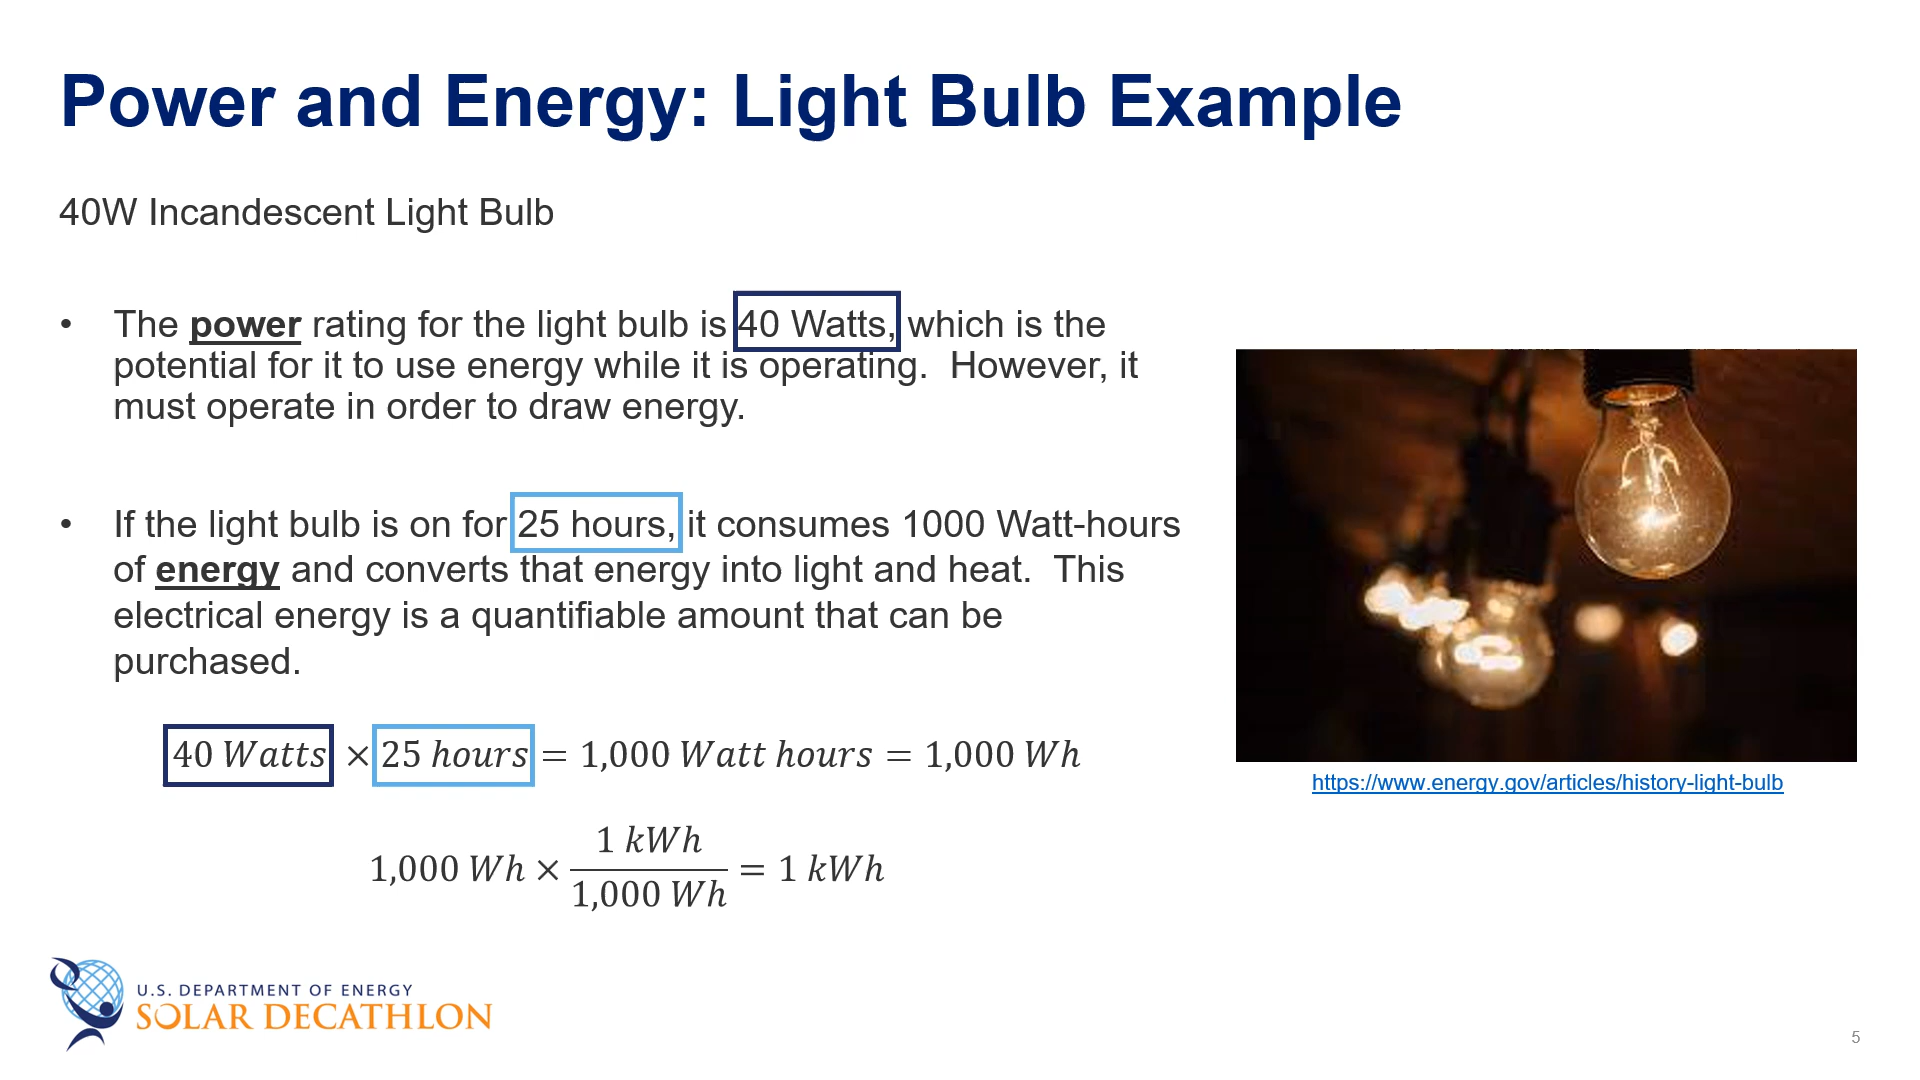 Power and Energy: Light Bulb Example
40W Incandescent Light Bulb
• The power rating for the light bulb is 40 Watts, which is the
potential for it to use energy while it is operating.  However, it
must operate in order to draw energy.
• If the light bulb is on for 25 hours, it consumes 1000 Watt-hours
of energy and converts that energy into light and heat.  This
electrical energy is a quantifiable amount that can be
purchased.
40 Watts × 25 hours = 1,000 Watt hours = 1,000 Wh
1,000 Wh × 1 kWh / 1,000 Wh = 1 kWh
https://www.energy.gov/articles/history-light-bulb
U.S. DEPARTMENT OF ENERGY
SOLAR DECATHLON
5